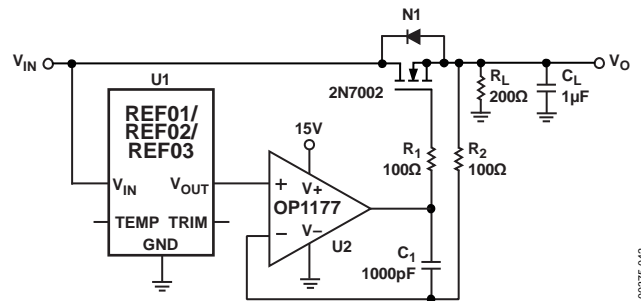 N1
V_IN
V_O
U1
2N7002
R_L
200Ω
C_L
1µF
REF01/
REF02/
REF03
15V
R_1
100Ω
R_2
100Ω
V_IN
V_OUT
+
V+
OP1177
TEMP
TRIM
–
V–
U2
GND
C_1
1000pF